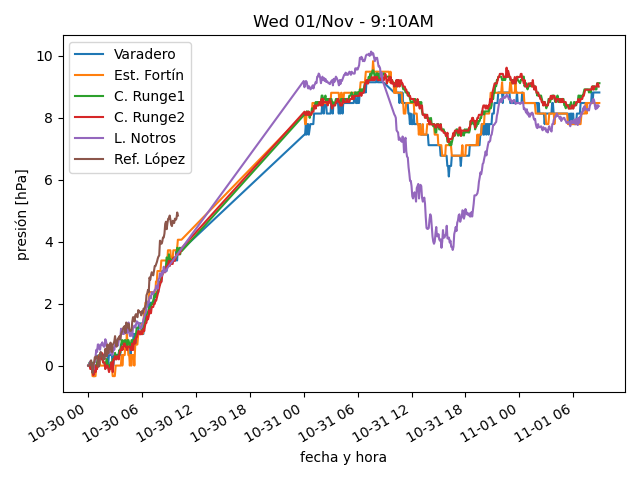 Wed 01/Nov - 9:10AM
Varadero
Est. Fortín
C. Runge1
C. Runge2
L. Notros
Ref. López
presión [hPa]
10
8
6
4
2
0
10-30 00
10-30 06
10-30 12
10-30 18
10-31 00
10-31 06
10-31 12
10-31 18
11-01 00
11-01 06
fecha y hora